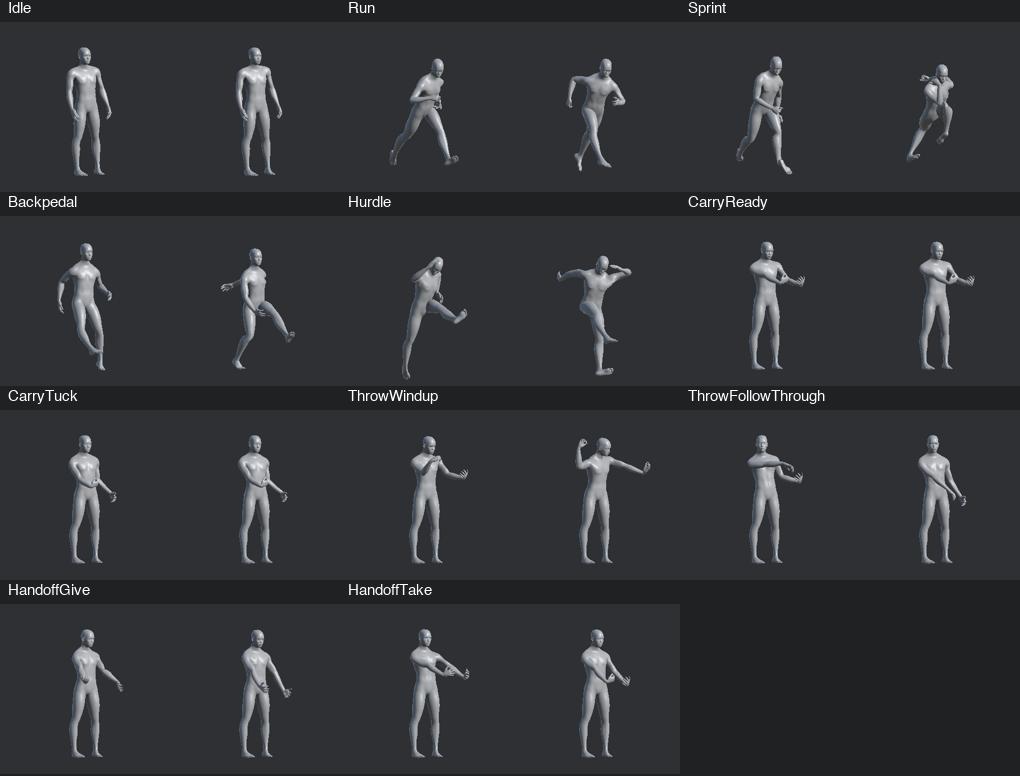 Idle
Run
Sprint
Backpedal
Hurdle
CarryReady
CarryTuck
ThrowWindup
ThrowFollowThrough
HandoffGive
HandoffTake